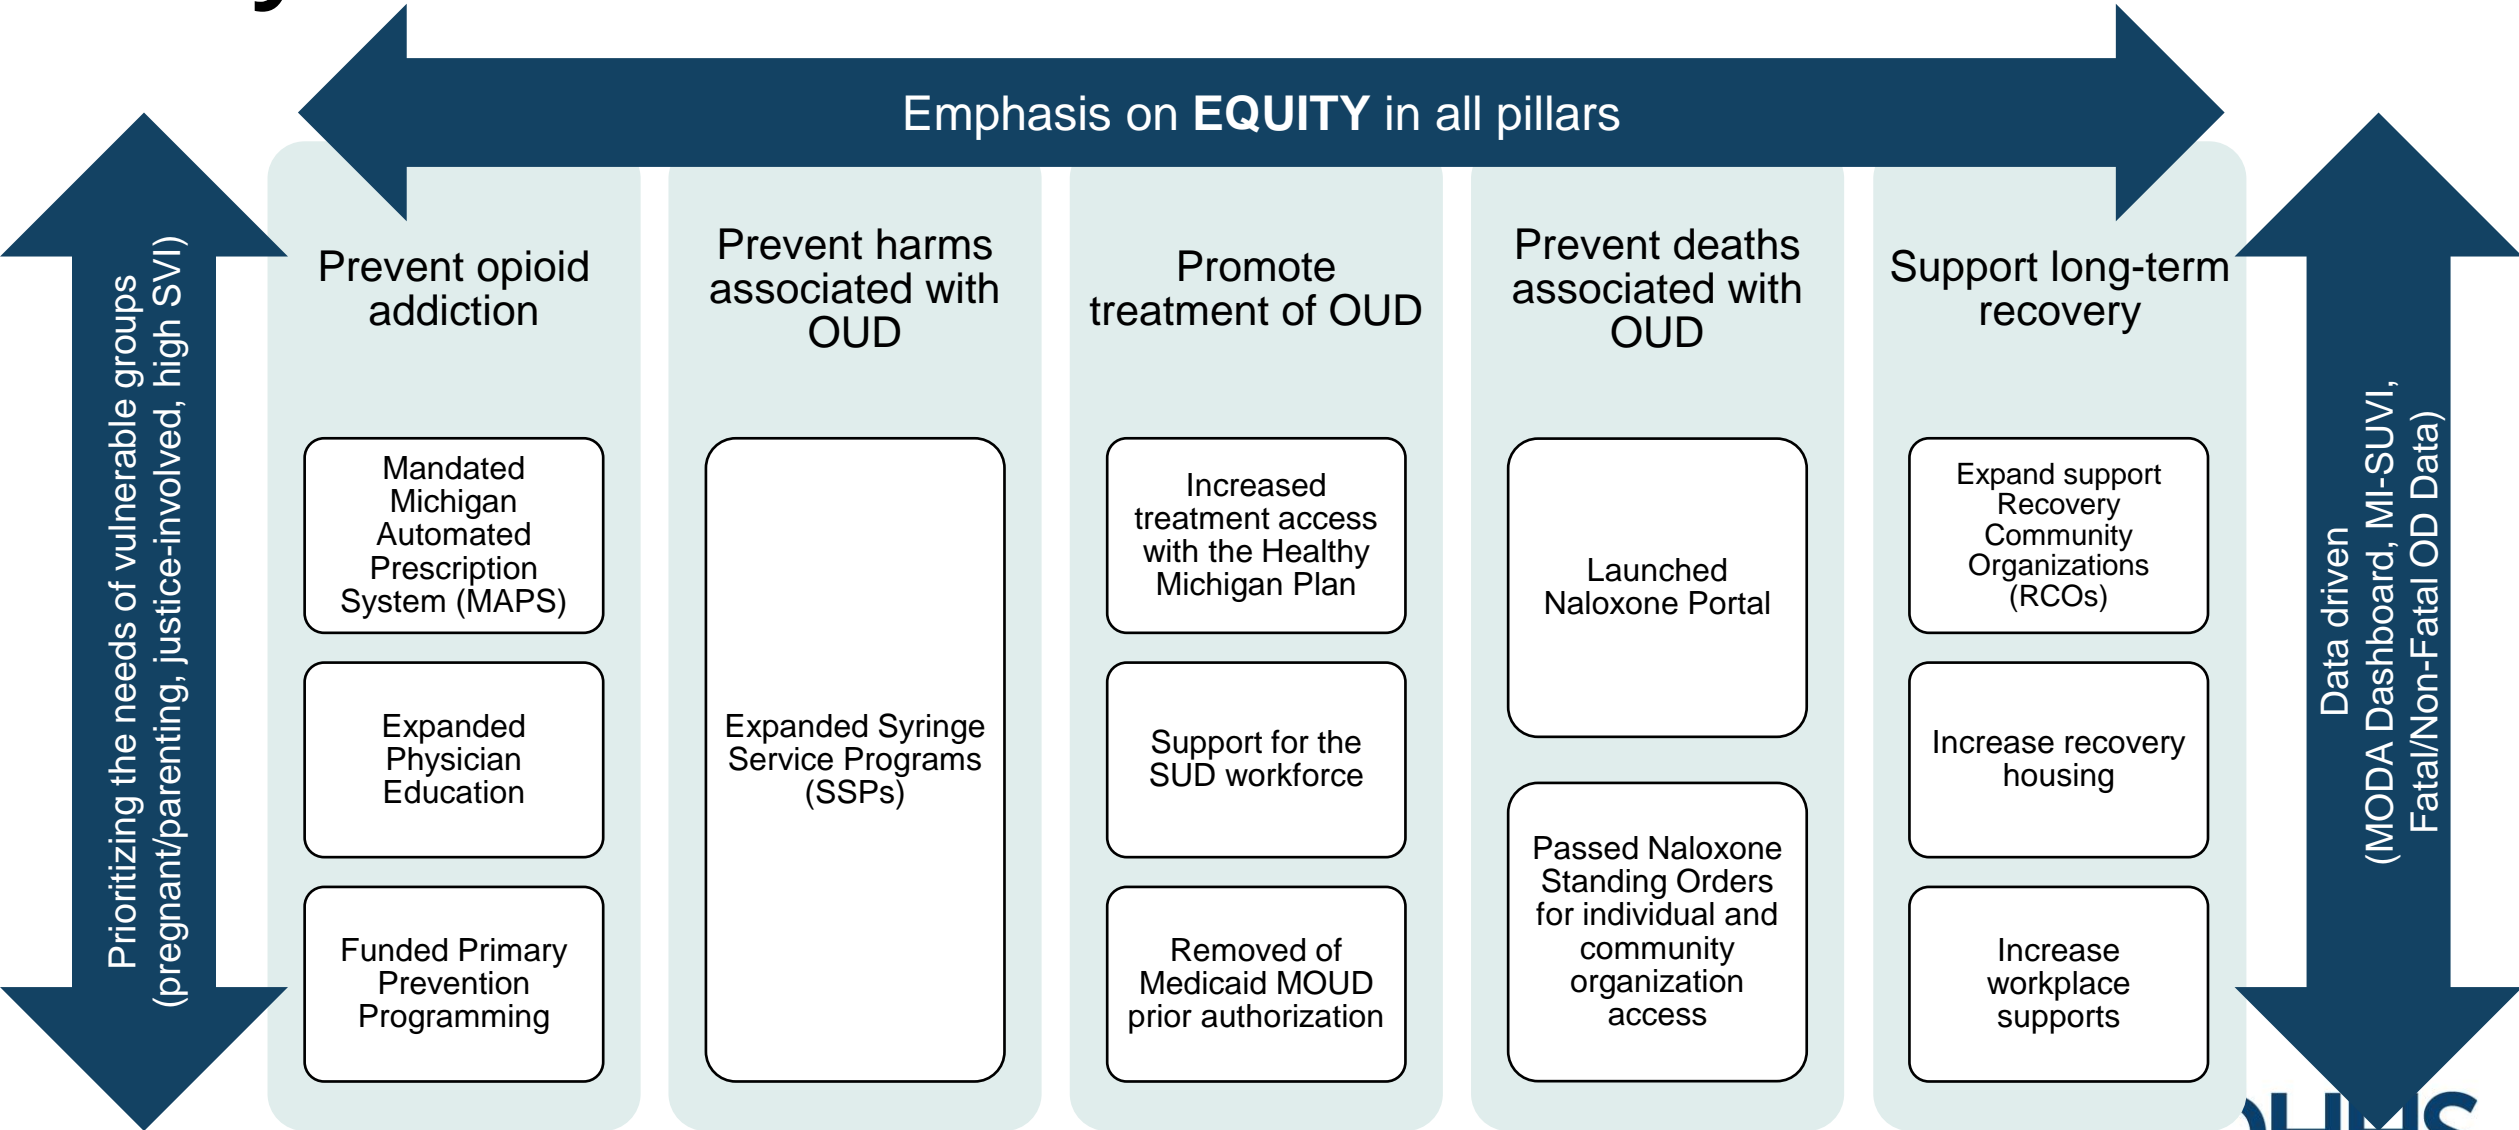 Emphasis on EQUITY in all pillars
Prioritizing the needs of vulnerable groups
(pregnant/parenting, justice-involved, high SVI)
Prevent opioid
addiction
Mandated
Michigan
Automated
Prescription
System (MAPS)
Expanded
Physician
Education
Funded Primary
Prevention
Programming
Prevent harms
associated with
OUD
Expanded Syringe
Service Programs
(SSPs)
Promote
treatment of OUD
Increased
treatment access
with the Healthy
Michigan Plan
Support for the
SUD workforce
Removed of
Medicaid MOUD
prior authorization
Prevent deaths
associated with
OUD
Launched
Naloxone Portal
Passed Naloxone
Standing Orders
for individual and
community
organization
access
Support long-term
recovery
Expand support
Recovery
Community
Organizations
(RCOs)
Increase recovery
housing
Increase
workplace
supports
Data driven
(MODA Dashboard, MI-SUVI,
Fatal/Non-Fatal OD Data)